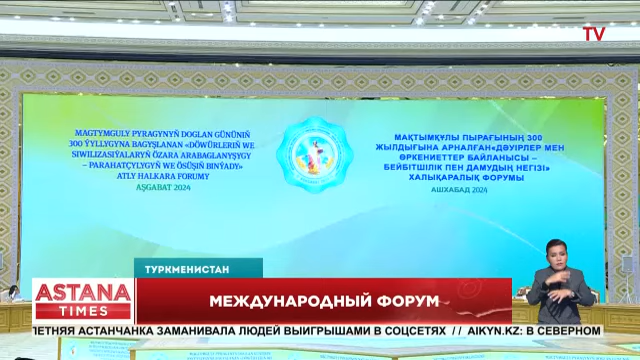 TV
MAGTYMGULY PYRAGYNYŇ DOGLAN GÜNÜNIŇ
300 ÝYLLYGYNA BAGYŞLANAN «DÖWÜRLERIŇ WE
SIWILIZASIÝALARYŇ ÖZARA ARABAGLANYŞYGY
– PARAHATÇYLYGYŇ WE ÖSÜŞIŇ BINÝADY»
ATLY HALKARA FORUMY
AŞGABAT 2024
МАҚТЫМҚҰЛЫ ПЫРАҒЫНЫҢ 300
ЖЫЛДЫҒЫНА АРНАЛҒАН«ДӘУІРЛЕР МЕН
ӨРКЕНИЕТТЕР БАЙЛАНЫСЫ –
БЕЙБІТШІЛІК ПЕН ДАМУДЫҢ НЕГІЗІ»
ХАЛЫҚАРАЛЫҚ ФОРУМЫ
АШХАБАД 2024
ТУРКМЕНИСТАН
ASTANA
TIMES
МЕЖДУНАРОДНЫЙ ФОРУМ
ЛЕТНЯЯ АСТАНЧАНКА ЗАМАНИВАЛА ЛЮДЕЙ ВЫИГРЫШАМИ В СОЦСЕТЯХ // AIKYN.KZ: В СЕВЕРНОМ